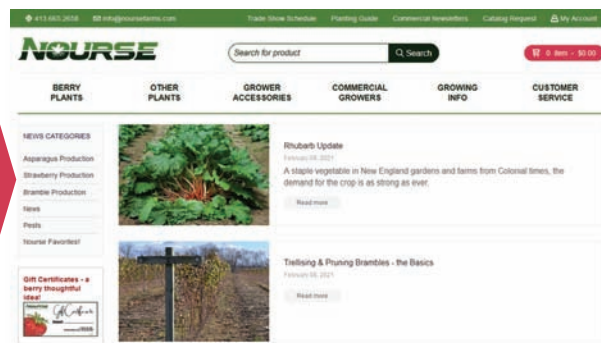 413.665.2658 info@noursefarms.com Trade Show Schedule Planting Guide Commercial Newsletters Catalog Request My Account
NOURSE
Search for product Search 0 item - $0.00
BERRY PLANTS OTHER PLANTS GROWER ACCESSORIES COMMERCIAL GROWERS GROWING INFO CUSTOMER SERVICE
NEWS CATEGORIES
Asparagus Production
Strawberry Production
Bramble Production
News
Pests
Nourse Favorites!
Gift Certificates - a
berry thoughtful
idea!
Gift Certificate
Rhubarb Update
February 08, 2021
A staple vegetable in New England gardens and farms from Colonial times, the
demand for the crop is as strong as ever.
Read more
Trellising & Pruning Brambles - the Basics
February 08, 2021
Read more